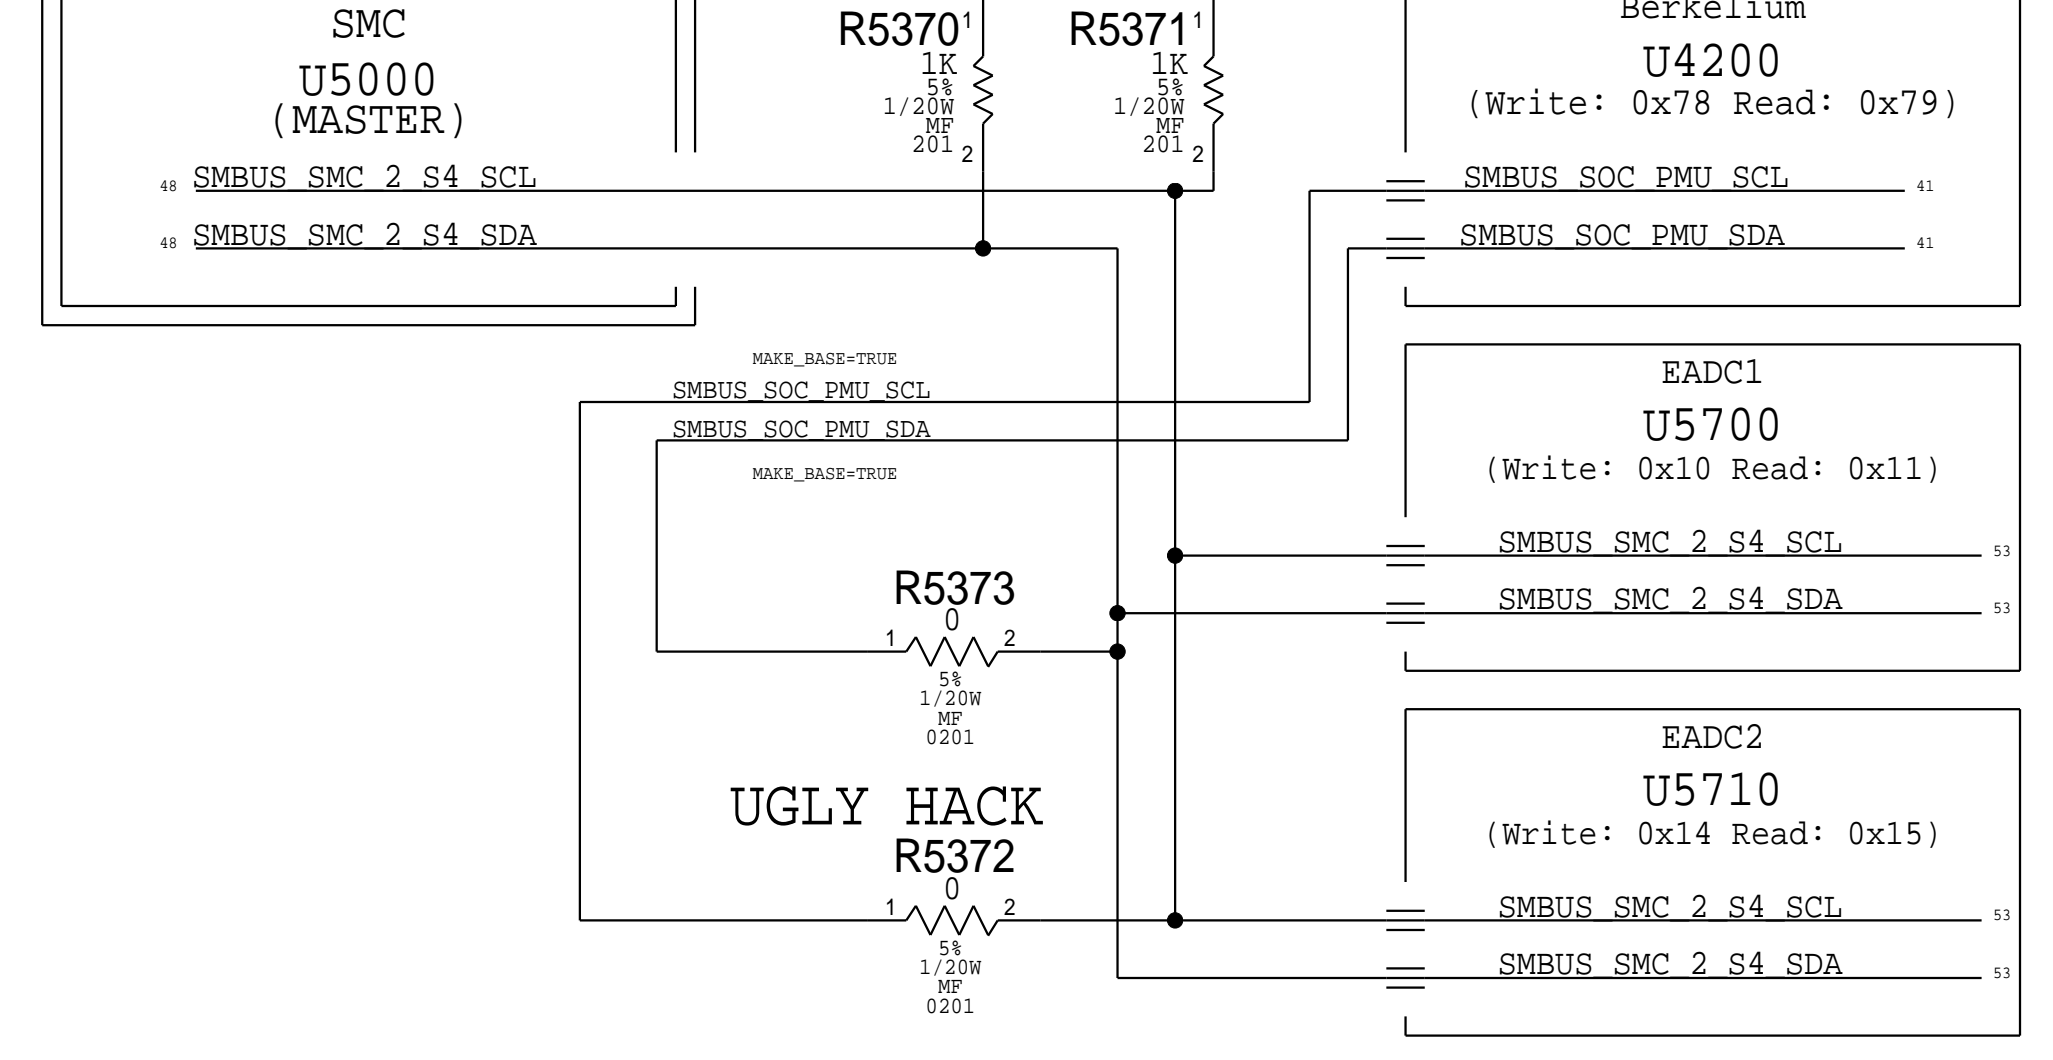 SMC
U5000
(MASTER)
48 SMBUS_SMC_2_S4_SCL
48 SMBUS_SMC_2_S4_SDA
R5370 1
1K
5%
1/20W
MF
201 2
R5371 1
1K
5%
1/20W
MF
201 2
Berkelium
U4200
(Write: 0x78 Read: 0x79)
SMBUS_SOC_PMU_SCL 41
SMBUS_SOC_PMU_SDA 41
MAKE_BASE=TRUE
SMBUS_SOC_PMU_SCL
SMBUS_SOC_PMU_SDA
MAKE_BASE=TRUE
EADC1
U5700
(Write: 0x10 Read: 0x11)
SMBUS_SMC_2_S4_SCL 53
SMBUS_SMC_2_S4_SDA 53
R5373
0
1 2
5%
1/20W
MF
0201
UGLY HACK
R5372
0
1 2
5%
1/20W
MF
0201
EADC2
U5710
(Write: 0x14 Read: 0x15)
SMBUS_SMC_2_S4_SCL 53
SMBUS_SMC_2_S4_SDA 53